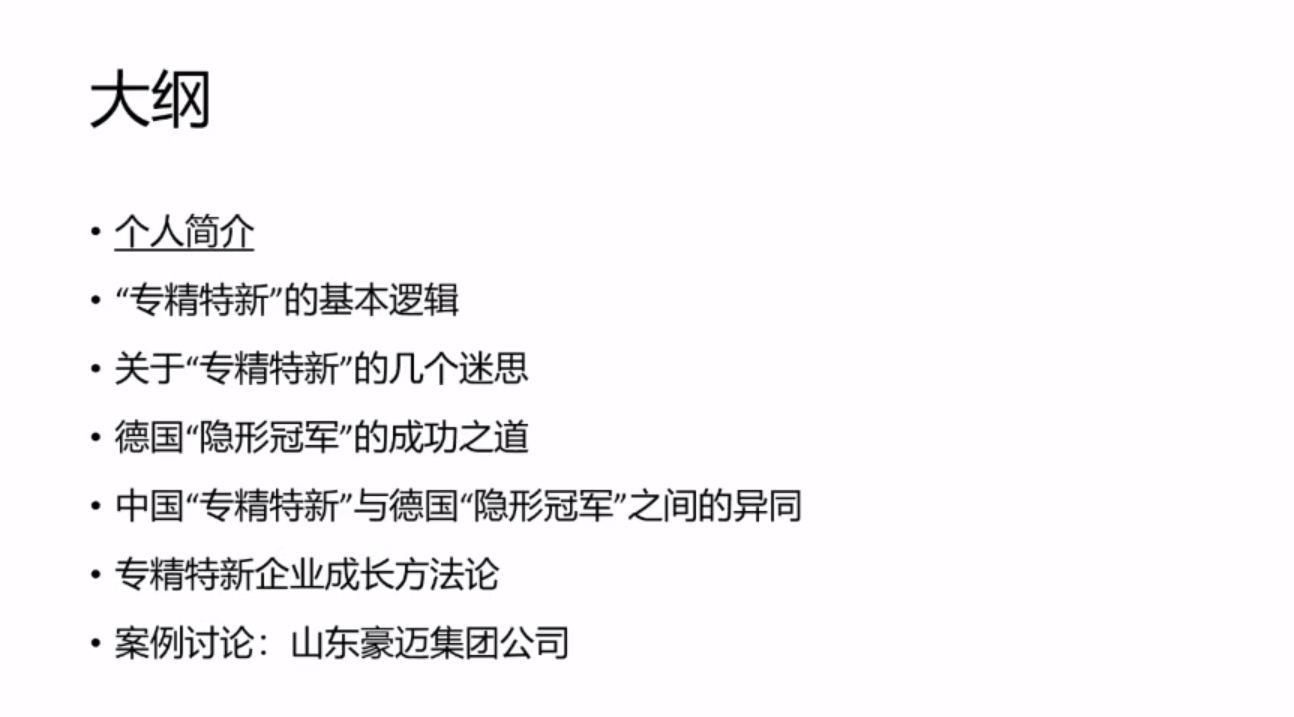 大纲
• 个人简介
• “专精特新”的基本逻辑
• 关于“专精特新”的几个迷思
• 德国“隐形冠军”的成功之道
• 中国“专精特新”与德国“隐形冠军”之间的异同
• 专精特新企业成长方法论
• 案例讨论：山东豪迈集团公司